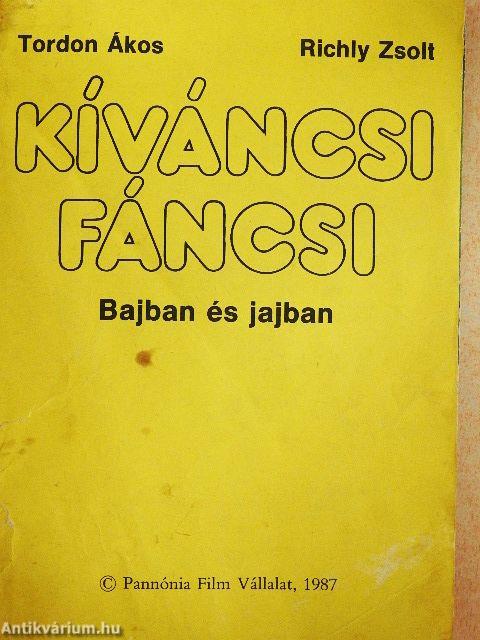 Tordon Ákos Richly Zsolt
KÍVÁNCSI
FÁNCSI
Bajban és jajban
© Pannónia Film Vállalat, 1987
Antikvárium.hu